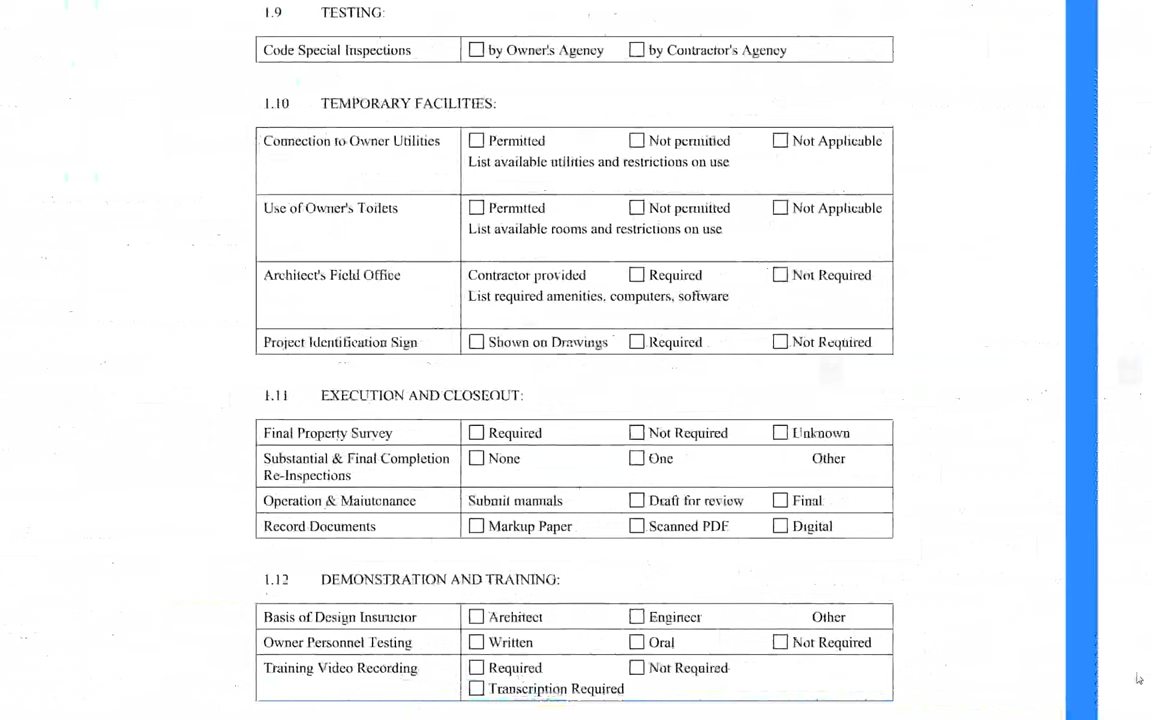 1.9 TESTING:
Code Special Inspections by Owner's Agency by Contractor's Agency
1.10 TEMPORARY FACILITIES:
Connection to Owner Utilities Permitted Not permitted Not Applicable
List available utilities and restrictions on use
Use of Owner's Toilets Permitted Not permitted Not Applicable
List available rooms and restrictions on use
Architect's Field Office Contractor provided Required Not Required
List required amenities, computers, software
Project Identification Sign Shown on Drawings Required Not Required
1.11 EXECUTION AND CLOSEOUT:
Final Property Survey Required Not Required Unknown
Substantial & Final Completion None One Other
Re-Inspections
Operation & Maintenance Submit manuals Draft for review Final
Record Documents Markup Paper Scanned PDF Digital
1.12 DEMONSTRATION AND TRAINING:
Basis of Design Instructor Architect Engineer Other
Owner Personnel Testing Written Oral Not Required
Training Video Recording Required Not Required
Transcription Required